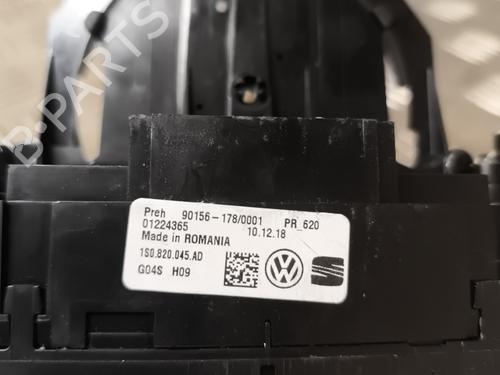 Preh 90156-178/0001 PR_620
01224365 10.12.18
Made in ROMANIA
1S0.820.045.AD
G04S H09
B-PARTS